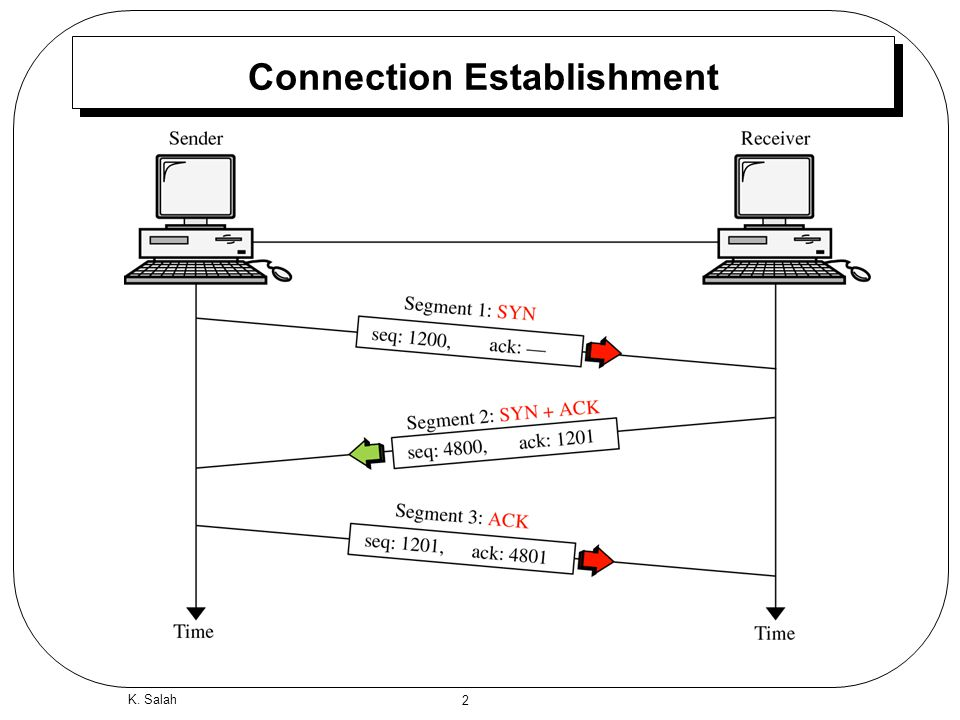 Connection Establishment
Sender
Receiver
Segment 1: SYN
seq: 1200, ack: —
Segment 2: SYN + ACK
seq: 4800, ack: 1201
Segment 3: ACK
seq: 1201, ack: 4801
Time
Time
K. Salah
2